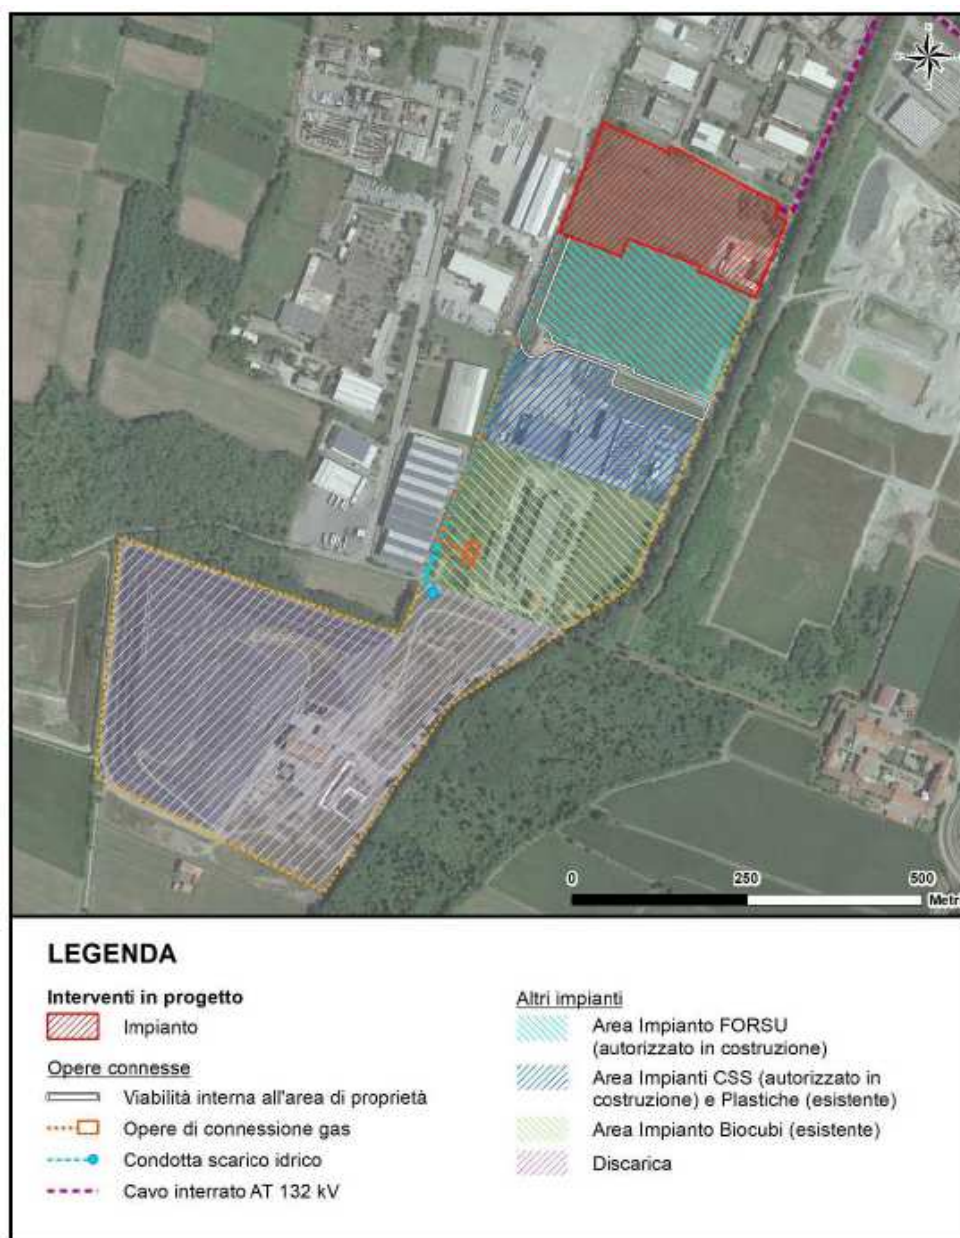 0 250 500
Metr
LEGENDA
Interventi in progetto
Impianto
Opere connesse
Viabilità interna all'area di proprietà
Opere di connessione gas
Condotta scarico idrico
Cavo interrato AT 132 kV
Altri impianti
Area Impianto FORSU
(autorizzato in costruzione)
Area Impianti CSS (autorizzato in
costruzione) e Plastiche (esistente)
Area Impianto Biocubi (esistente)
Discarica